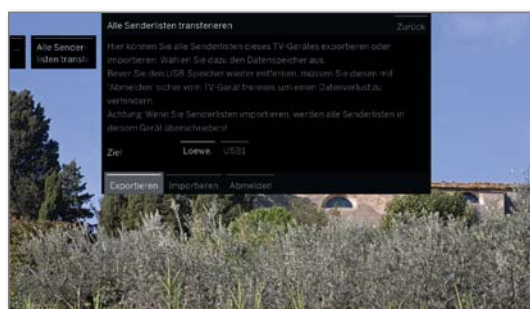 Alle Senderlisten transferieren
Zurück
...
Alle Sender-
listen transf.
Hier können Sie alle Senderlisten dieses TV-Gerätes exportieren oder
importieren. Wählen Sie dazu den Datenspeicher aus.
Bevor Sie den USB-Speicher wieder entfernen, müssen Sie diesen mit
"Abmelden" sicher vom TV-Gerät trennen, um einen Datenverlust zu
verhindern.
Achtung: Wenn Sie Senderlisten importieren, werden alle Senderlisten in
diesem Gerät überschrieben!
Ziel
Loewe.
USB1
Exportieren
Importieren
Abmelden